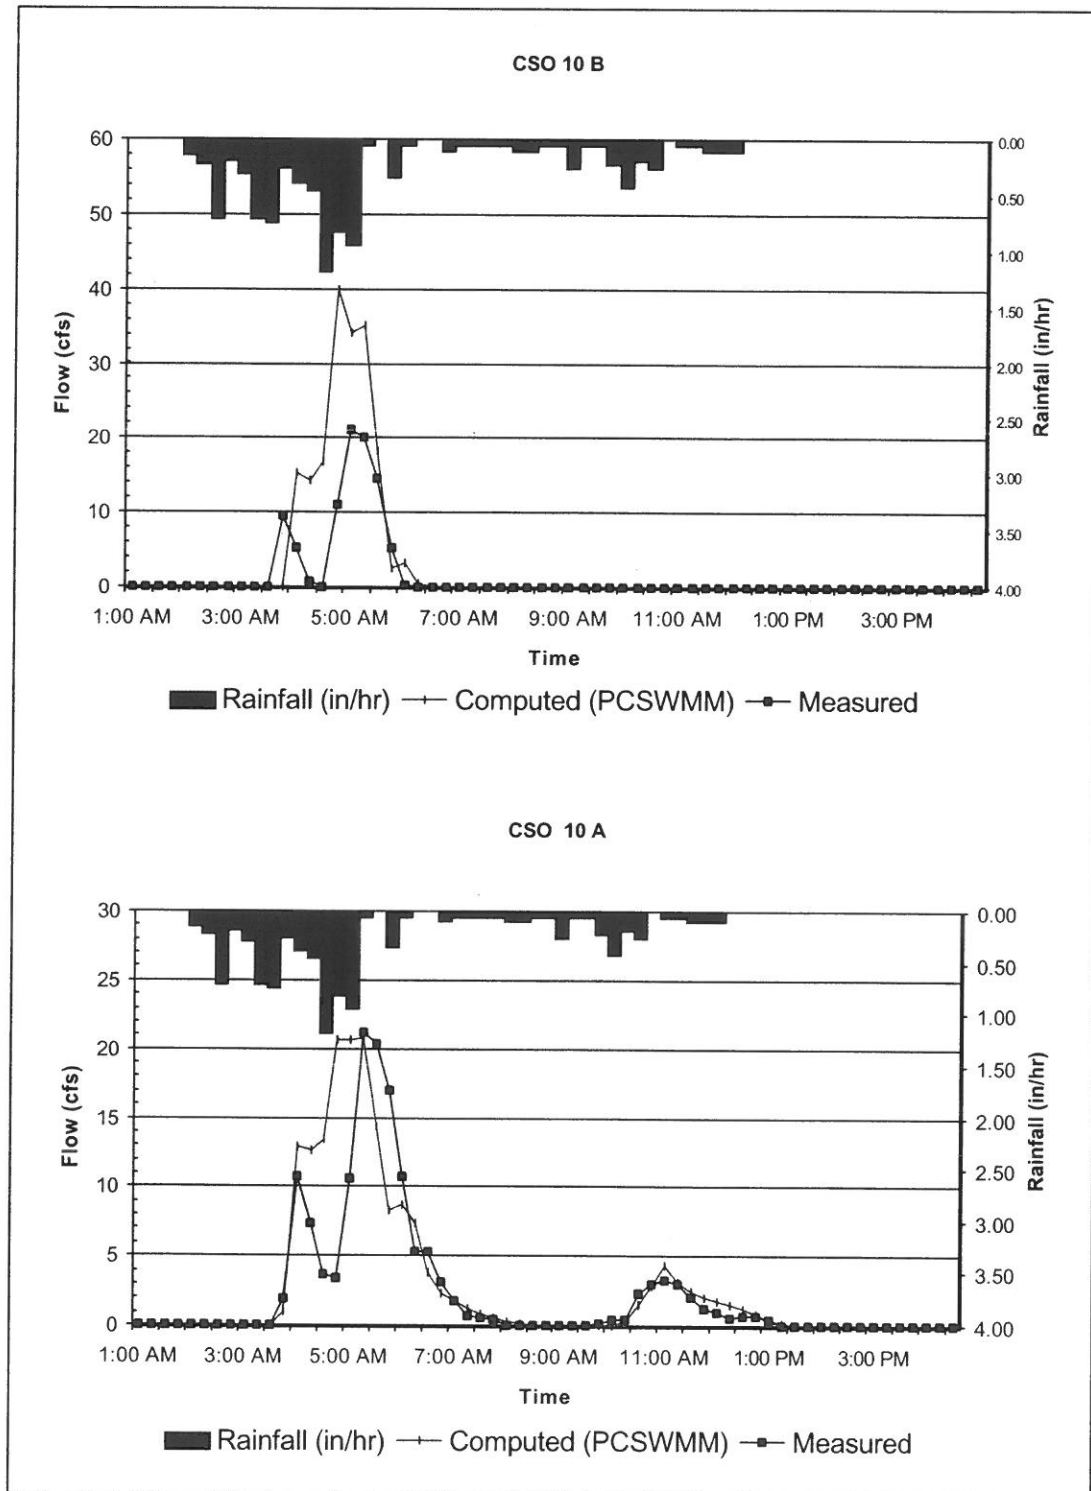 CSO 10 B
60
50
40
30
20
10
0
Flow (cfs)
0.00
0.50
1.00
1.50
2.00
2.50
3.00
3.50
4.00
Rainfall (in/hr)
1:00 AM 3:00 AM 5:00 AM 7:00 AM 9:00 AM 11:00 AM 1:00 PM 3:00 PM
Time
Rainfall (in/hr) Computed (PCSWMM) Measured
CSO 10 A
30
25
20
15
10
5
0
Flow (cfs)
0.00
0.50
1.00
1.50
2.00
2.50
3.00
3.50
4.00
Rainfall (in/hr)
1:00 AM 3:00 AM 5:00 AM 7:00 AM 9:00 AM 11:00 AM 1:00 PM 3:00 PM
Time
Rainfall (in/hr) Computed (PCSWMM) Measured